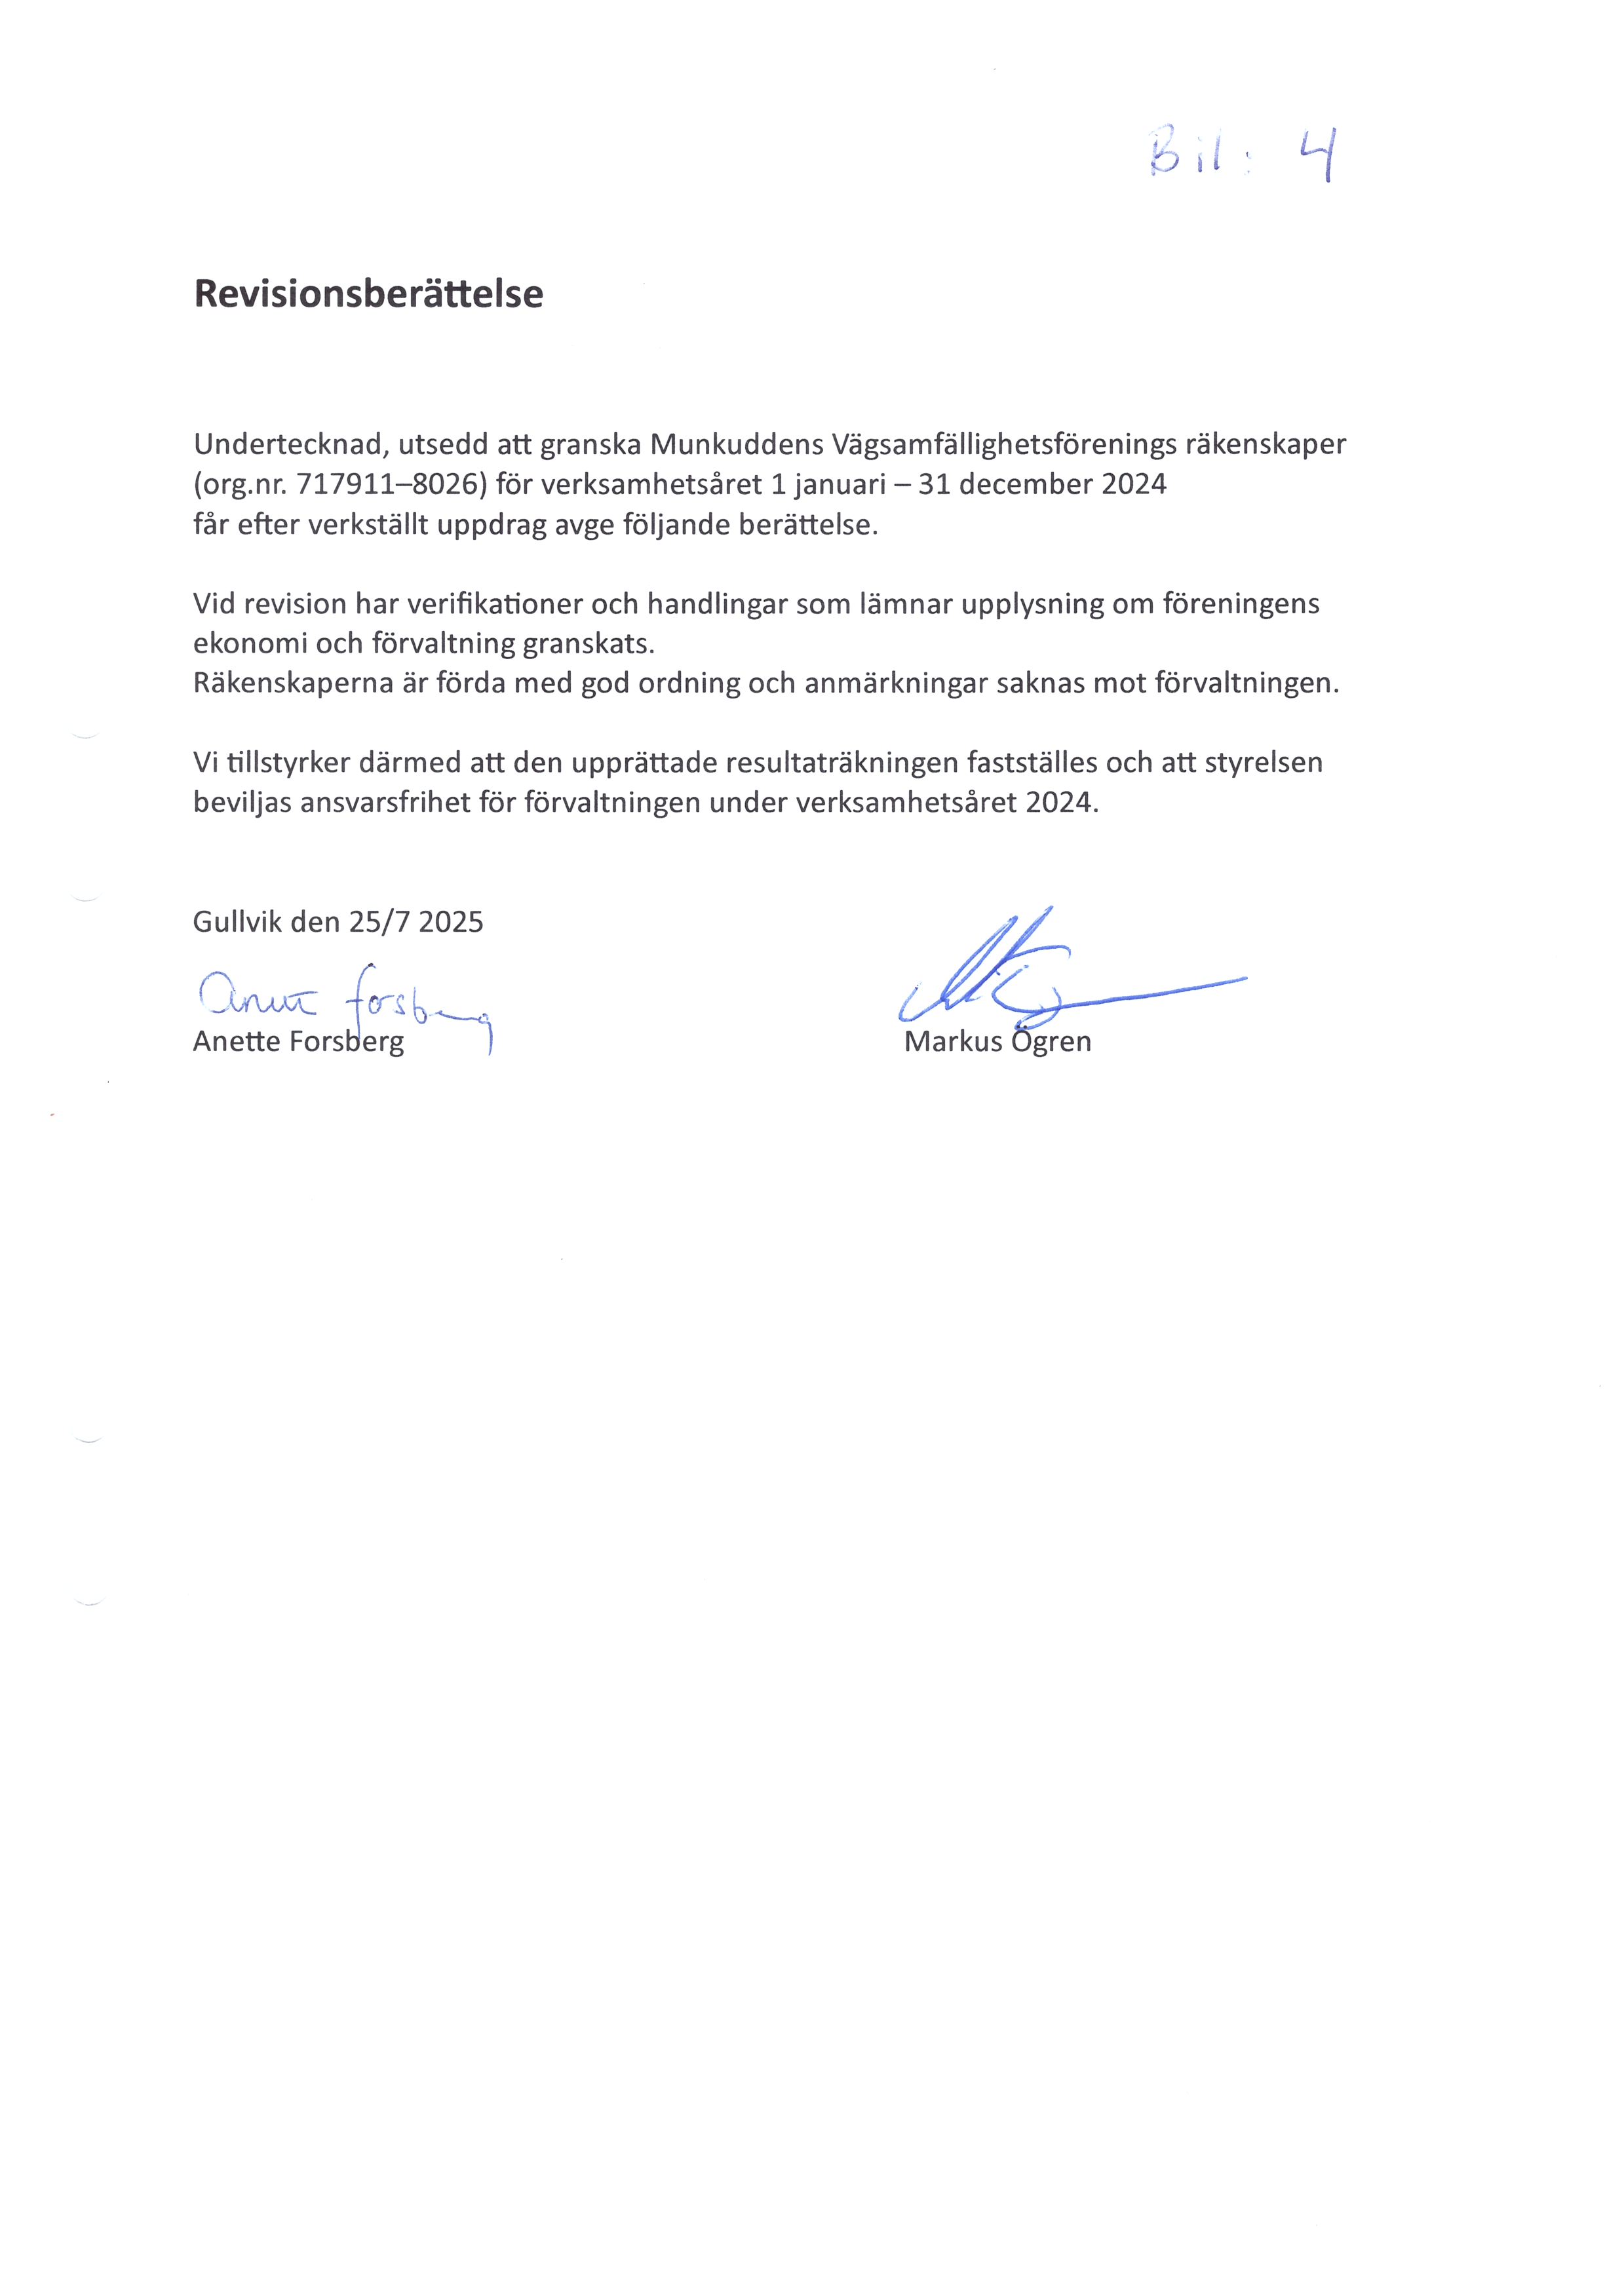 Bil: 4
Revisionsberättelse
Undertecknad, utsedd att granska Munkuddens Vägsamfällighetsförenings räkenskaper
(org.nr. 717911–8026) för verksamhetsåret 1 januari – 31 december 2024
får efter verkställt uppdrag avge följande berättelse.
Vid revision har verifikationer och handlingar som lämnar upplysning om föreningens
ekonomi och förvaltning granskats.
Räkenskaperna är förda med god ordning och anmärkningar saknas mot förvaltningen.
Vi tillstyrker därmed att den upprättade resultaträkningen fastställes och att styrelsen
beviljas ansvarsfrihet för förvaltningen under verksamhetsåret 2024.
Gullvik den 25/7 2025
Anette Forsberg
Anette Forsberg Markus Ögren